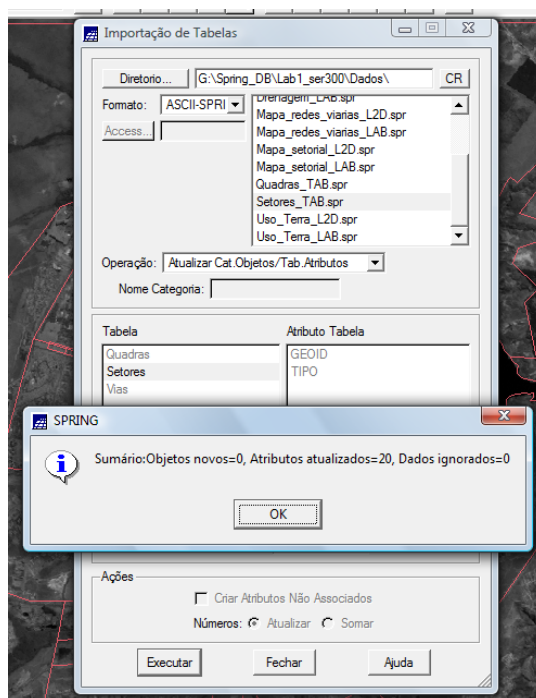 Importação de Tabelas
Diretorio... G:\Spring_DB\Lab1_ser300\Dados\ CR
Formato: ASCII-SPRI
Access...
Drenagem_LAB.spr
Mapa_redes_viarias_L2D.spr
Mapa_redes_viarias_LAB.spr
Mapa_setorial_L2D.spr
Mapa_setorial_LAB.spr
Quadras_TAB.spr
Setores_TAB.spr
Uso_Terra_L2D.spr
Uso_Terra_LAB.spr
Operação: Atualizar Cat.Objetos/Tab.Atributos
Nome Categoria:
Tabela
Quadras
Setores
Vias
Atributo Tabela
GEOID
TIPO
SPRING
Sumário:Objetos novos=0, Atributos atualizados=20, Dados ignorados=0
OK
Ações
Criar Atributos Não Associados
Números: Atualizar Somar
Executar Fechar Ajuda